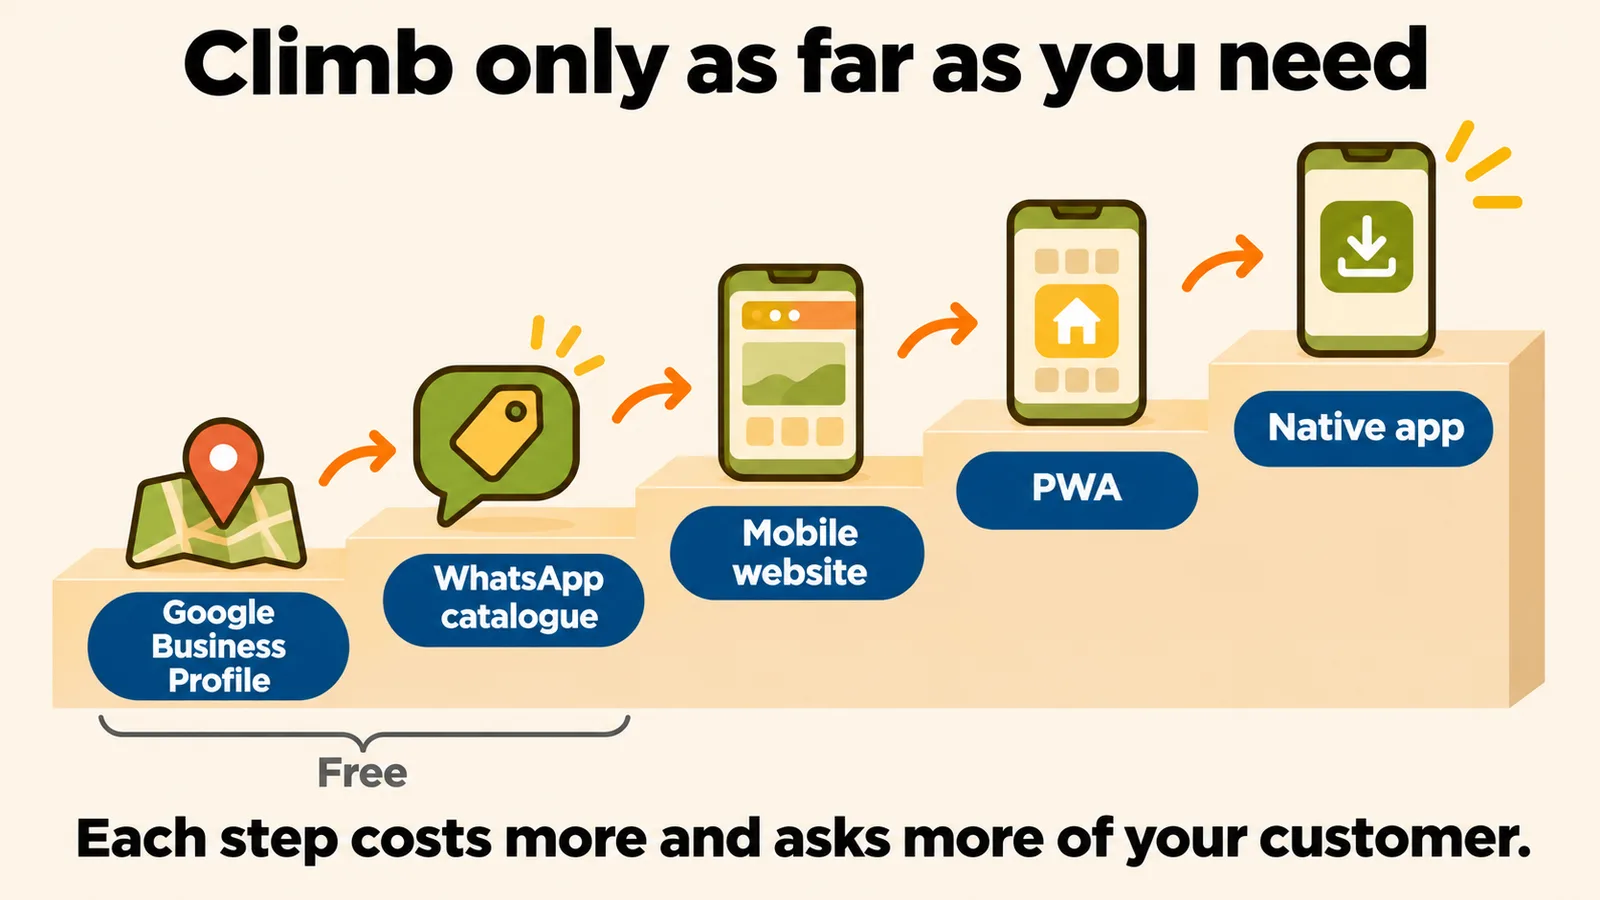 Climb only as far as you need
Google
Business
Profile
WhatsApp
catalogue
Mobile
website
PWA
Native app
Free
Each step costs more and asks more of your customer.